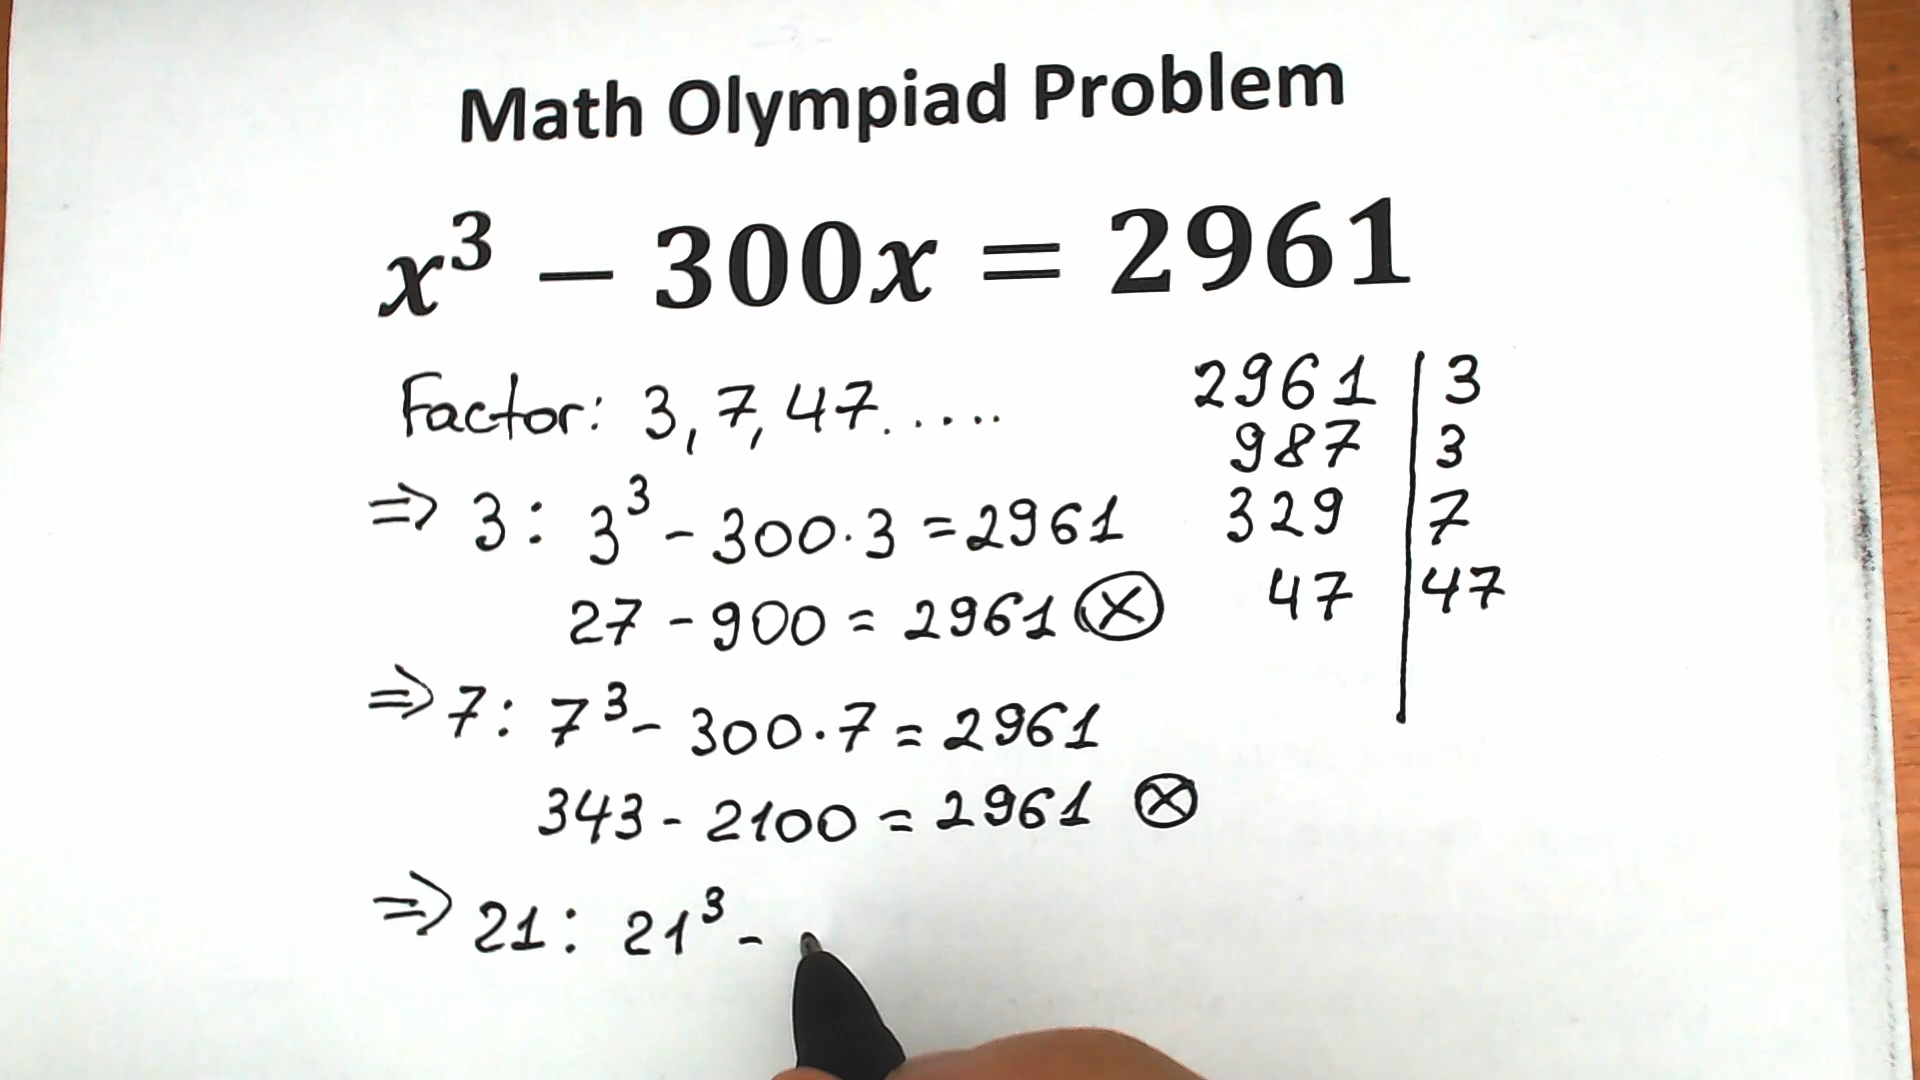 Math Olympiad Problem
x³ − 300x = 2961
Factor: 3, 7, 47.....
⇒ 3: 3³ - 300·3 = 2961
27 - 900 = 2961 ⊗
⇒ 7: 7³ - 300·7 = 2961
343 - 2100 = 2961 ⊗
⇒ 21: 21³ -
2961 | 3
987 | 3
329 | 7
47 | 47